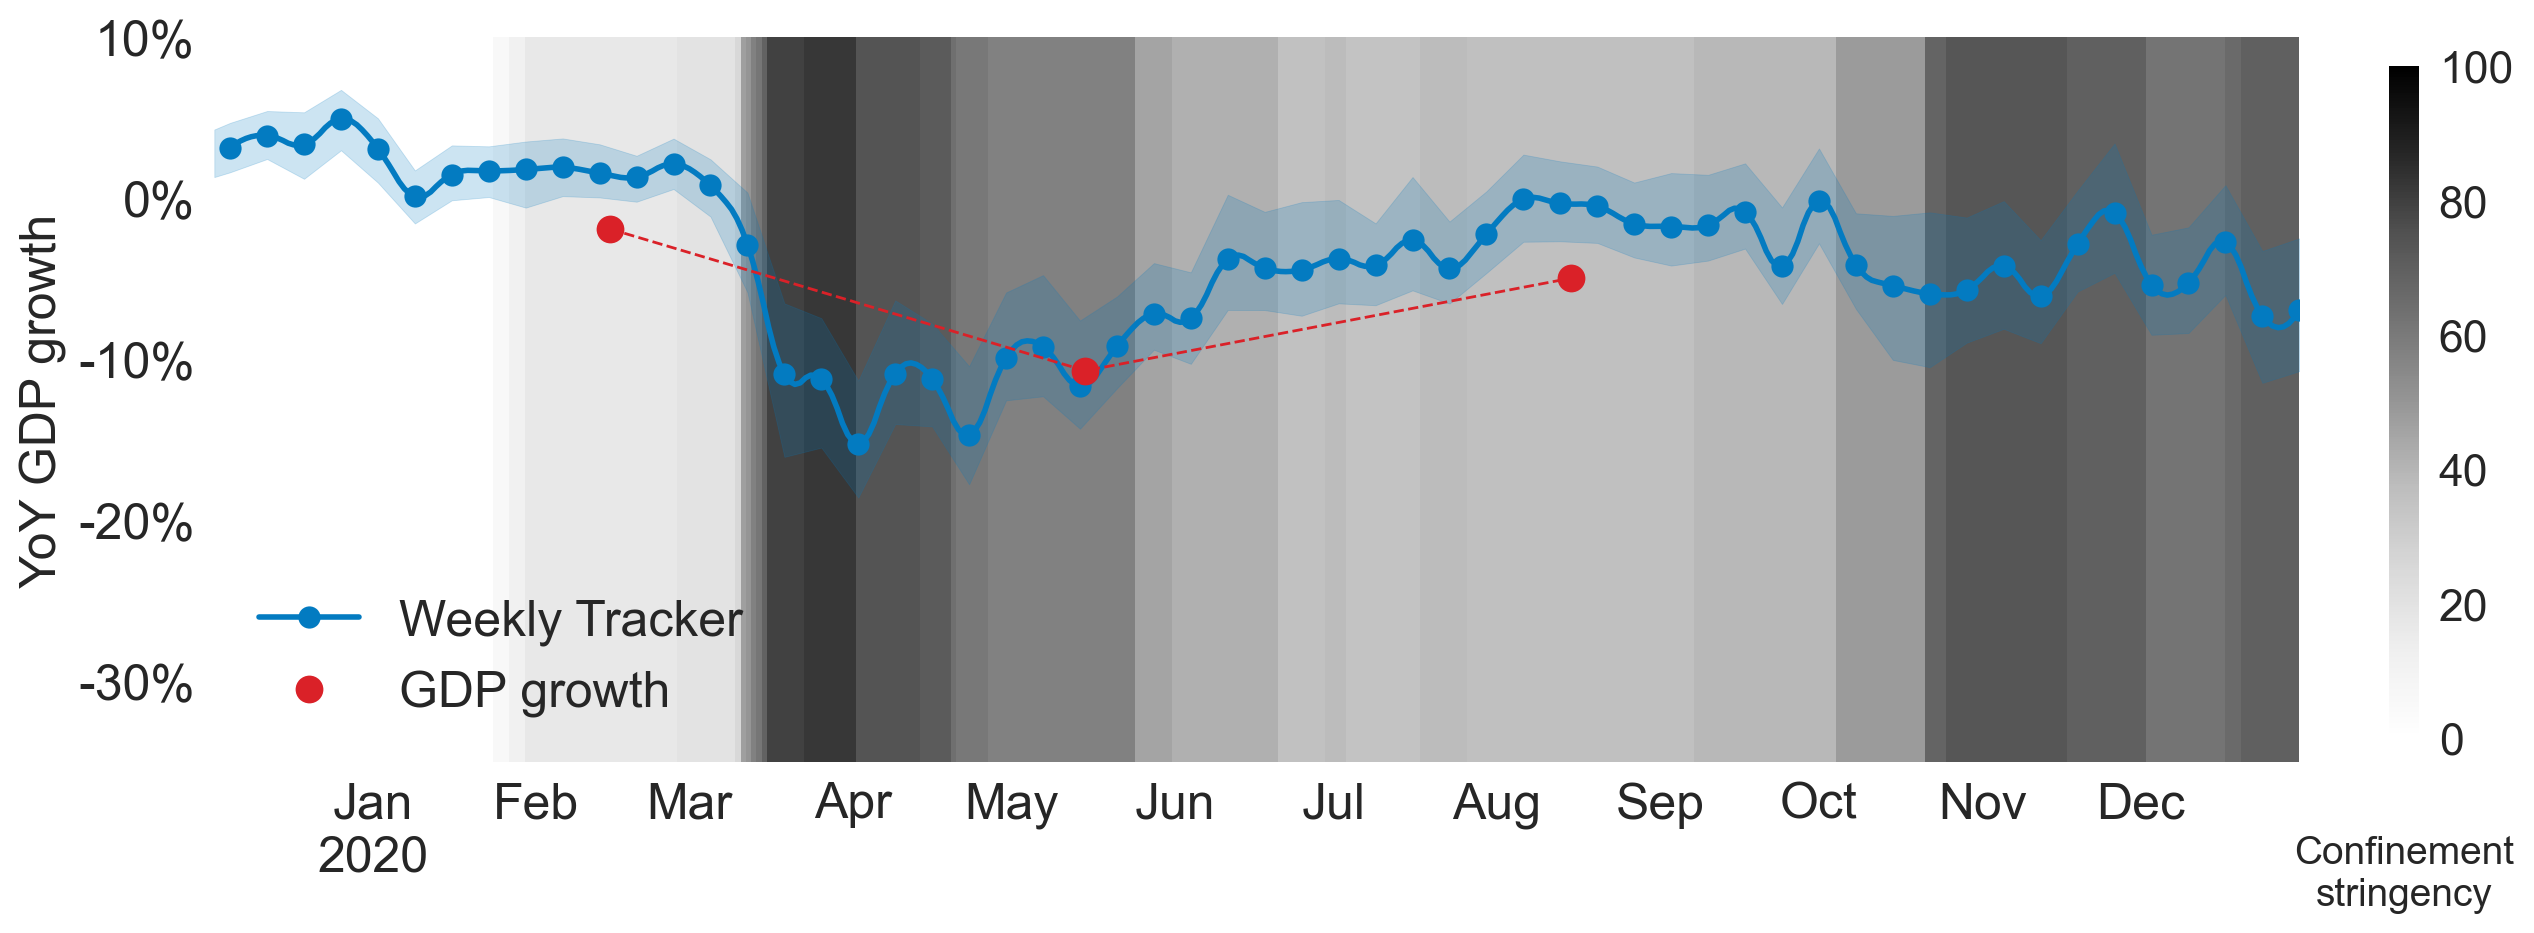 10%
0%
-10%
-20%
-30%
YoY GDP growth
Weekly Tracker
GDP growth
Jan
2020
Feb
Mar
Apr
May
Jun
Jul
Aug
Sep
Oct
Nov
Dec
100
80
60
40
20
0
Confinement
stringency